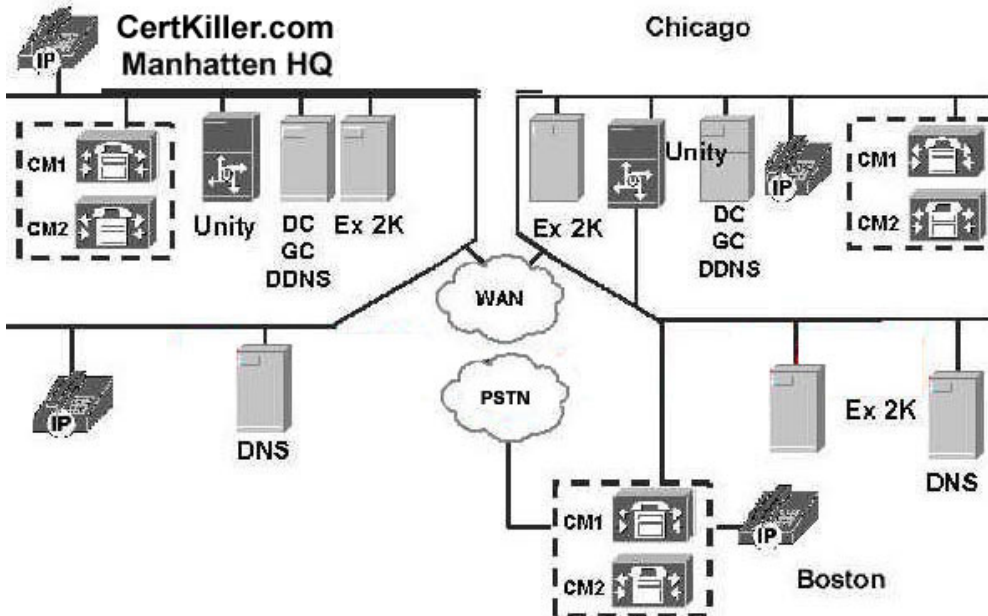 CertKiller.com
Manhatten HQ
IP
CM1
CM2
Unity
DC
GC
DDNS
Ex 2K
Chicago
Ex 2K
Unity
DC
GC
DDNS
IP
CM1
CM2
WAN
PSTN
IP
DNS
Ex 2K
DNS
CM1
CM2
IP
Boston